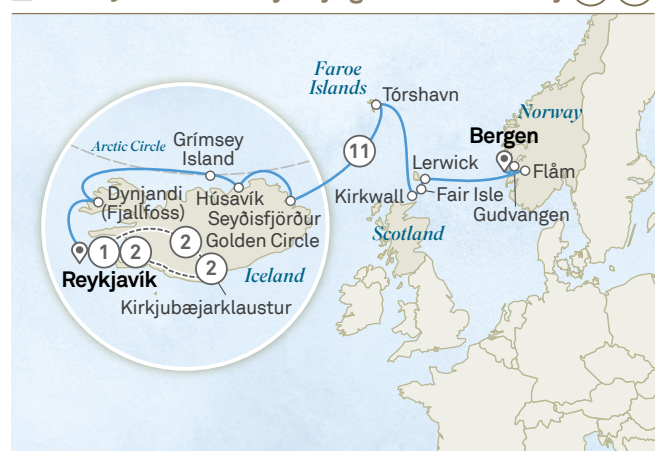 Faroe
Islands
Tórshavn
Norway
Bergen
Arctic Circle
Grímsey
Island
11
Lerwick
Flåm
Dynjandi
(Fjallfoss)
Húsavík
Kirkwall
Fair Isle
Seyðisfjörður
Gudvangen
Golden Circle
Scotland
1
2
2
2
Reykjavík
Iceland
Kirkjubæjarklaustur